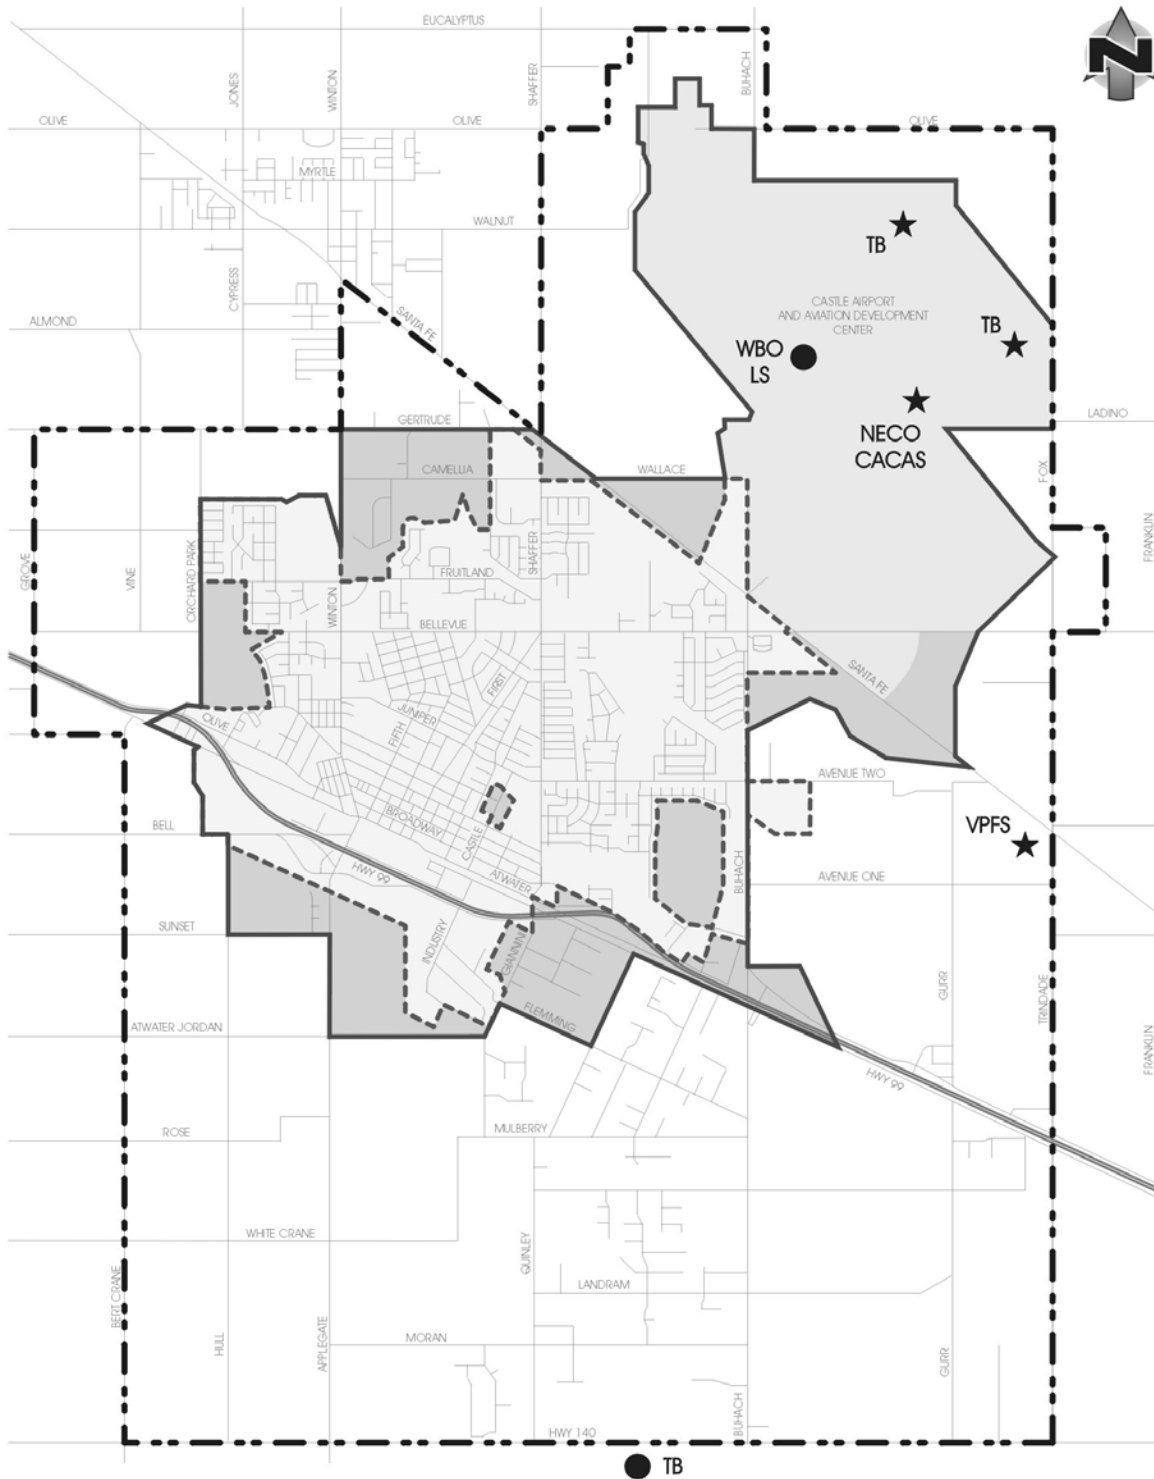 EUCALYPTUS
N
JONES
WINTON
SHAFFER
BUHACH
OLIVE
OLIVE
OLIVE
MYRTLE
WALNUT
TB
CYPRESS
SANTA FE
CASTLE AIRPORT
AND AVIATION DEVELOPMENT
CENTER
ALMOND
TB
WBO
LS
GERTRUDE
LADINO
NECO
CACAS
CAMELLIA
WALLACE
FOX
GROVE
VINE
ORCHARD PARK
SHAFFER
FRANKLIN
FRUITLAND
WINTON
BELLEVUE
FIRST
SANTA FE
JUNIPER
OLIVE
FIFTH
AVENUE TWO
BROADWAY
BELL
CASTLE
VPFS
HWY 99
ATWATER
BUHACH
AVENUE ONE
SUNSET
INDUSTRY
GIANNINI
GURR
TRINDADE
FLEMMING
ATWATER JORDAN
FRANKLIN
HWY 99
ROSE
MULBERRY
WHITE CRANE
QUINLEY
BERT CRANE
LANDRAM
HULL
APPLEGATE
MORAN
GURR
BUHACH
HWY 140
TB